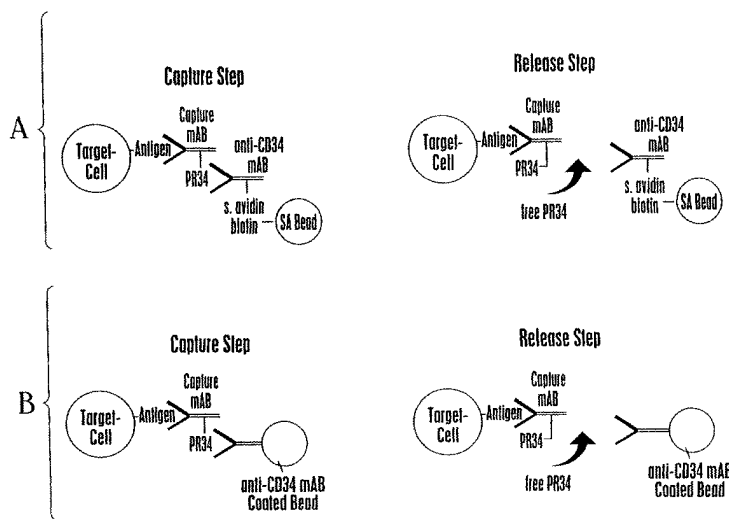 A
Capture Step
Target-
Cell
Antigen
Capture
mAB
PR34
anti-CD34
mAB
s. avidin
biotin
SA Bead
Release Step
Target-
Cell
Antigen
Capture
mAB
PR34
free PR34
anti-CD34
mAB
s. avidin
biotin
SA Bead
B
Capture Step
Target-
Cell
Antigen
Capture
mAB
PR34
anti-CD34 mAB
Coated Bead
Release Step
Target-
Cell
Antigen
Capture
mAB
PR34
free PR34
anti-CD34 mAB
Coated Bead